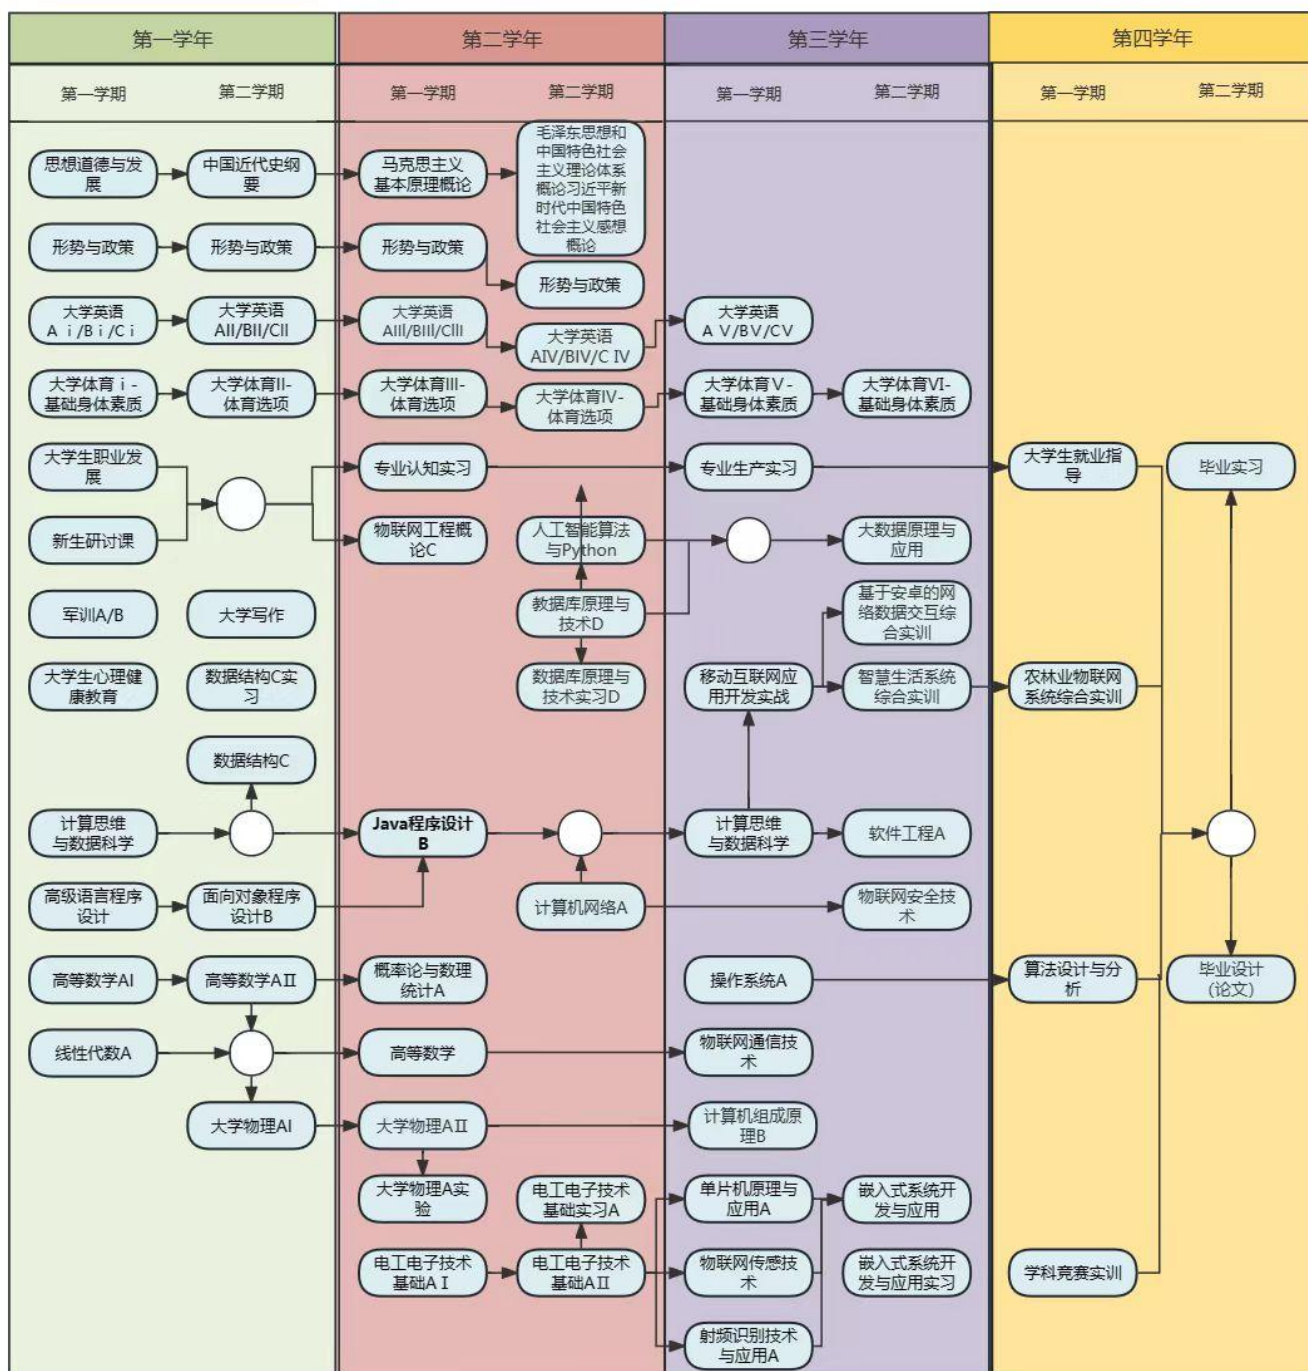 第一学年
第二学年
第三学年
第四学年
第一学期
第二学期
第一学期
第二学期
第一学期
第二学期
第一学期
第二学期
思想道德与发
展
中国近代史纲
要
马克思主义
基本原理概论
毛泽东思想和
中国特色社会
主义理论体系
概论习近平新
时代中国特色
社会主义感想
概论
形势与政策
形势与政策
形势与政策
形势与政策
大学英语
Aⅰ/Bⅰ/Cⅰ
大学英语
AII/BII/CII
大学英语
AIII/BIII/CIII
大学英语
AIV/BIV/C IV
大学英语
A V/BV/CV
大学体育ⅰ-
基础身体素质
大学体育II-
体育选项
大学体育III-
体育选项
大学体育IV-
体育选项
大学体育V-
基础身体素质
大学体育VI-
基础身体素质
大学生职业发
展
专业认知实习
专业生产实习
大学生就业指
导
毕业实习
新生研讨课
物联网工程概
论C
人工智能算法
与Python
大数据原理与
应用
军训A/B
大学写作
教据库原理与
技术D
基于安卓的网
络数据交互综
合实训
大学生心理健
康教育
数据结构C实
习
数据库原理与
技术实习D
移动互联网应
用开发实战
智慧生活系统
综合实训
农林业物联网
系统综合实训
数据结构C
计算思维
与数据科学
Java程序设计
B
计算思维
与数据科学
软件工程A
高级语言程序
设计
面向对象程序
设计B
计算机网络A
物联网安全技
术
高等数学AI
高等数学AⅡ
概率论与数理
统计A
操作系统A
算法设计与分
析
毕业设计
(论文)
线性代数A
高等数学
物联网通信技
术
大学物理AI
大学物理AⅡ
计算机组成原
理B
大学物理A实
验
电工电子技术
基础实习A
单片机原理与
应用A
嵌入式系统开
发与应用
电工电子技术
基础AⅠ
电工电子技术
基础AⅡ
物联网传感技
术
嵌入式系统开
发与应用实习
学科竞赛实训
射频识别技术
与应用A